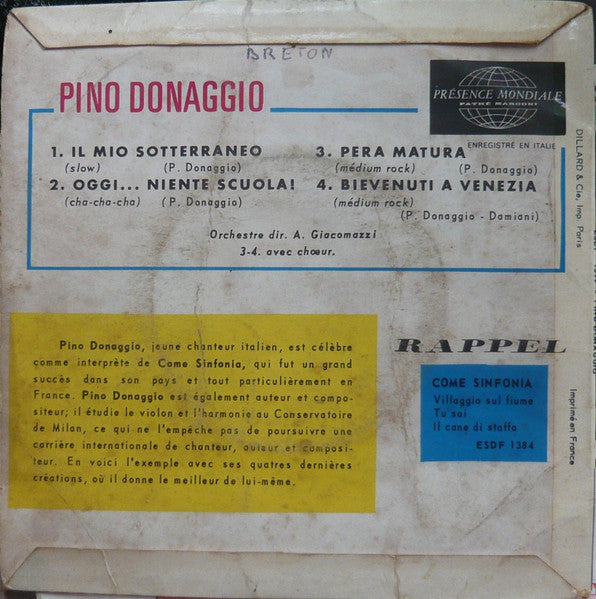 BRETON
PINO DONAGGIO
PRÉSENCE MONDIALE
PATHÉ MARCONI
ENREGISTRÉ EN ITALIE
1. IL MIO SOTTERRANEO
(slow) (P. Donaggio)
2. OGGI... NIENTE SCUOLA!
(cha-cha-cha) (P. Donaggio)
3. PERA MATURA
(médium rock) (P. Donaggio)
4. BIEVENUTI A VENEZIA
(médium rock)
(P. Donaggio - Damiani)
Orchestre dir. A. Giacomazzi
3-4. avec chœur.
DILLARD & Cie, Imp. Paris
Pino Donaggio, jeune chanteur italien, est célèbre
comme interprète de Come Sinfonia, qui fut un grand
succès dans son pays et tout particulièrement en
France. Pino Donaggio est également auteur et compo-
siteur; il étudie le violon et l'harmonie au Conservatoire
de Milan, ce qui ne l'empêche pas de poursuivre une
carrière internationale de chanteur, auteur et composi-
teur. En voici l'exemple avec ses quatres dernières
créations, où il donne le meilleur de lui-même.
RAPPEL
COME SINFONIA
Villaggio sul fiume
Tu sai
Il cane di stoffa
ESDF 1384
Imprimé en France